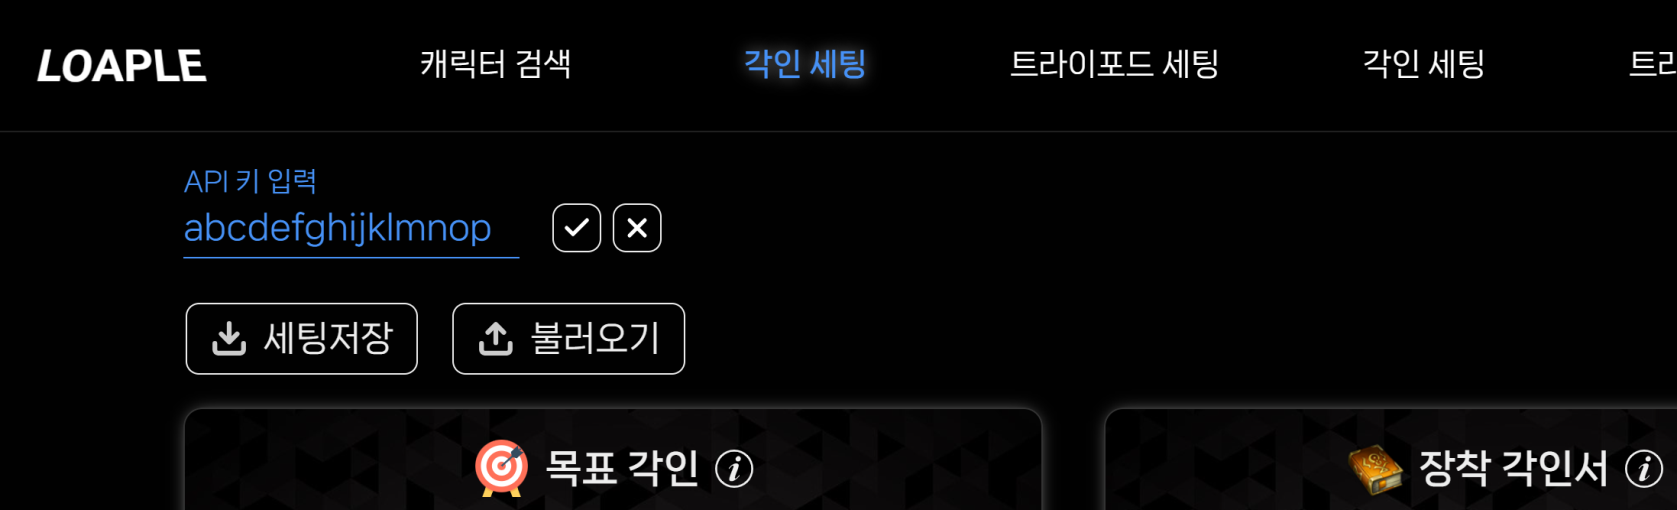 LOAPLE 캐릭터 검색 각인 세팅 트라이포드 세팅 각인 세팅
API 키 입력
abcdefghijklmnop
세팅저장 불러오기
목표 각인 장착 각인서